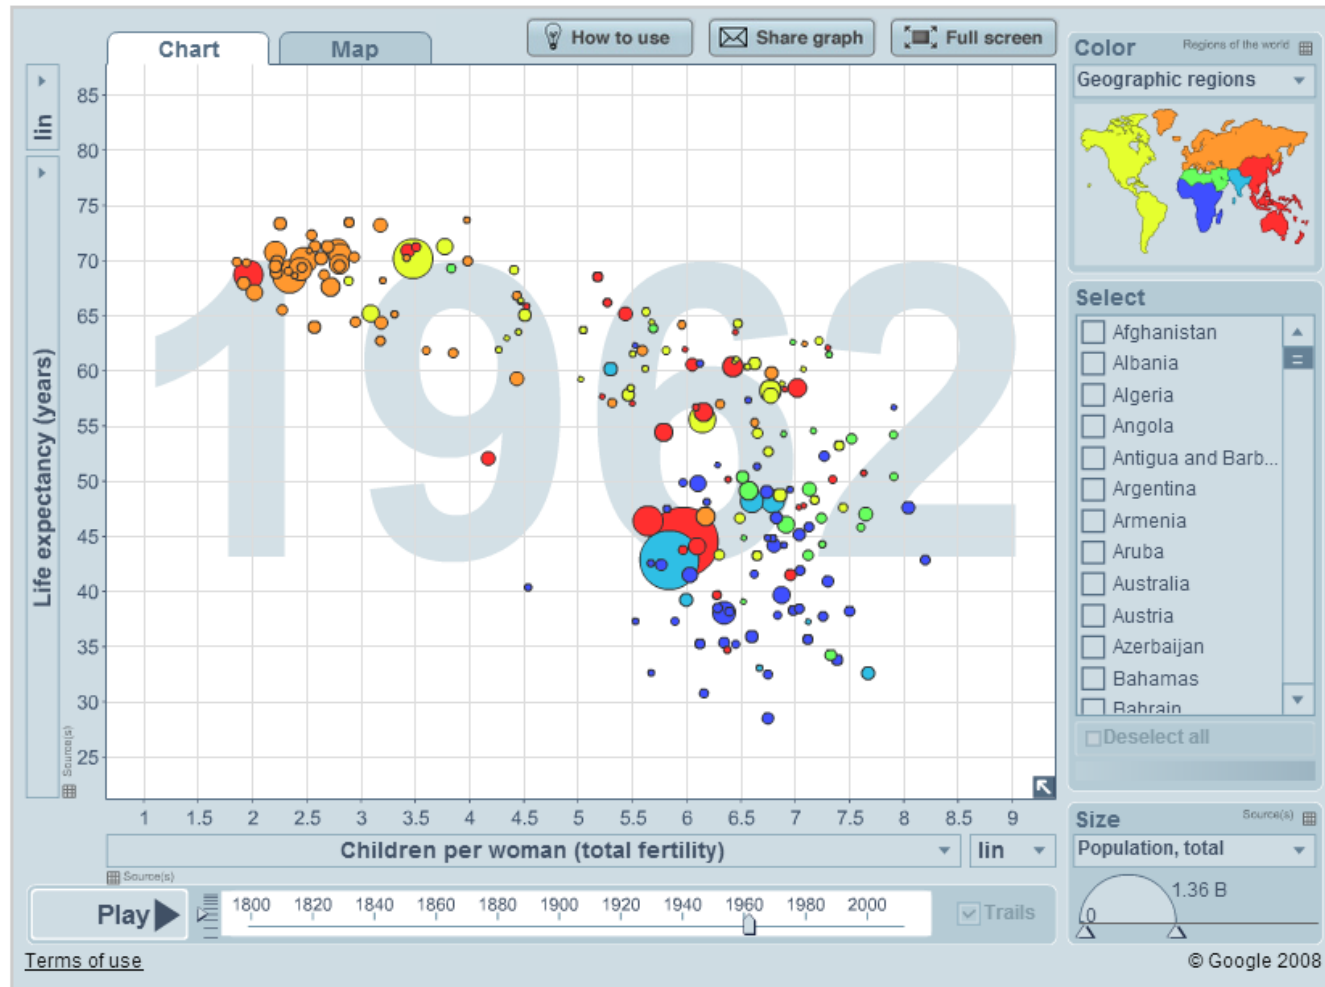 Chart
Map
How to use
Share graph
Full screen
Color
Regions of the world
Geographic regions
lin
Life expectancy (years)
Source(s)
85
80
75
70
65
60
55
50
45
40
35
30
25
1962
1 1.5 2 2.5 3 3.5 4 4.5 5 5.5 6 6.5 7 7.5 8 8.5 9
Children per woman (total fertility)
lin
Source(s)
Select
Afghanistan
Albania
Algeria
Angola
Antigua and Barb...
Argentina
Armenia
Aruba
Australia
Austria
Azerbaijan
Bahamas
Bahrain
Deselect all
Size
Source(s)
Population, total
1.36 B
0
Play
1800 1820 1840 1860 1880 1900 1920 1940 1960 1980 2000
Trails
Terms of use
© Google 2008